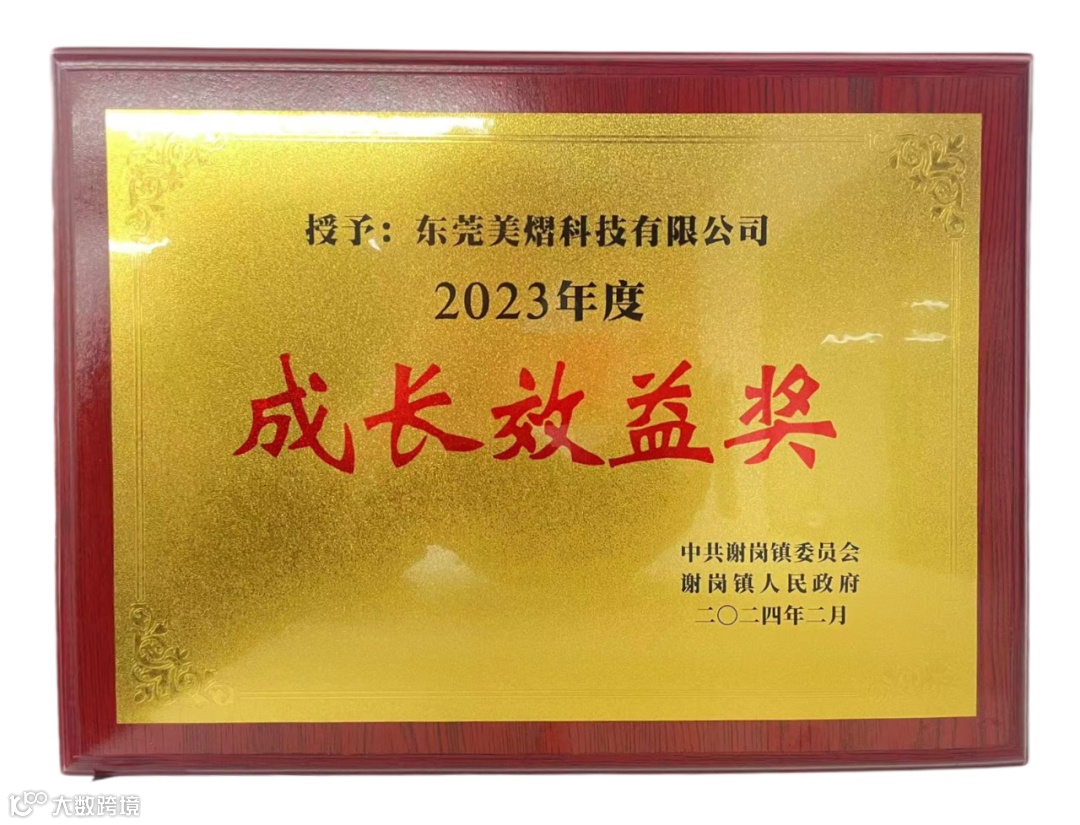 授予：东莞美熠科技有限公司
2023年度
成长效益奖
中共谢岗镇委员会
谢岗镇人民政府
二〇二四年二月
大数跨境